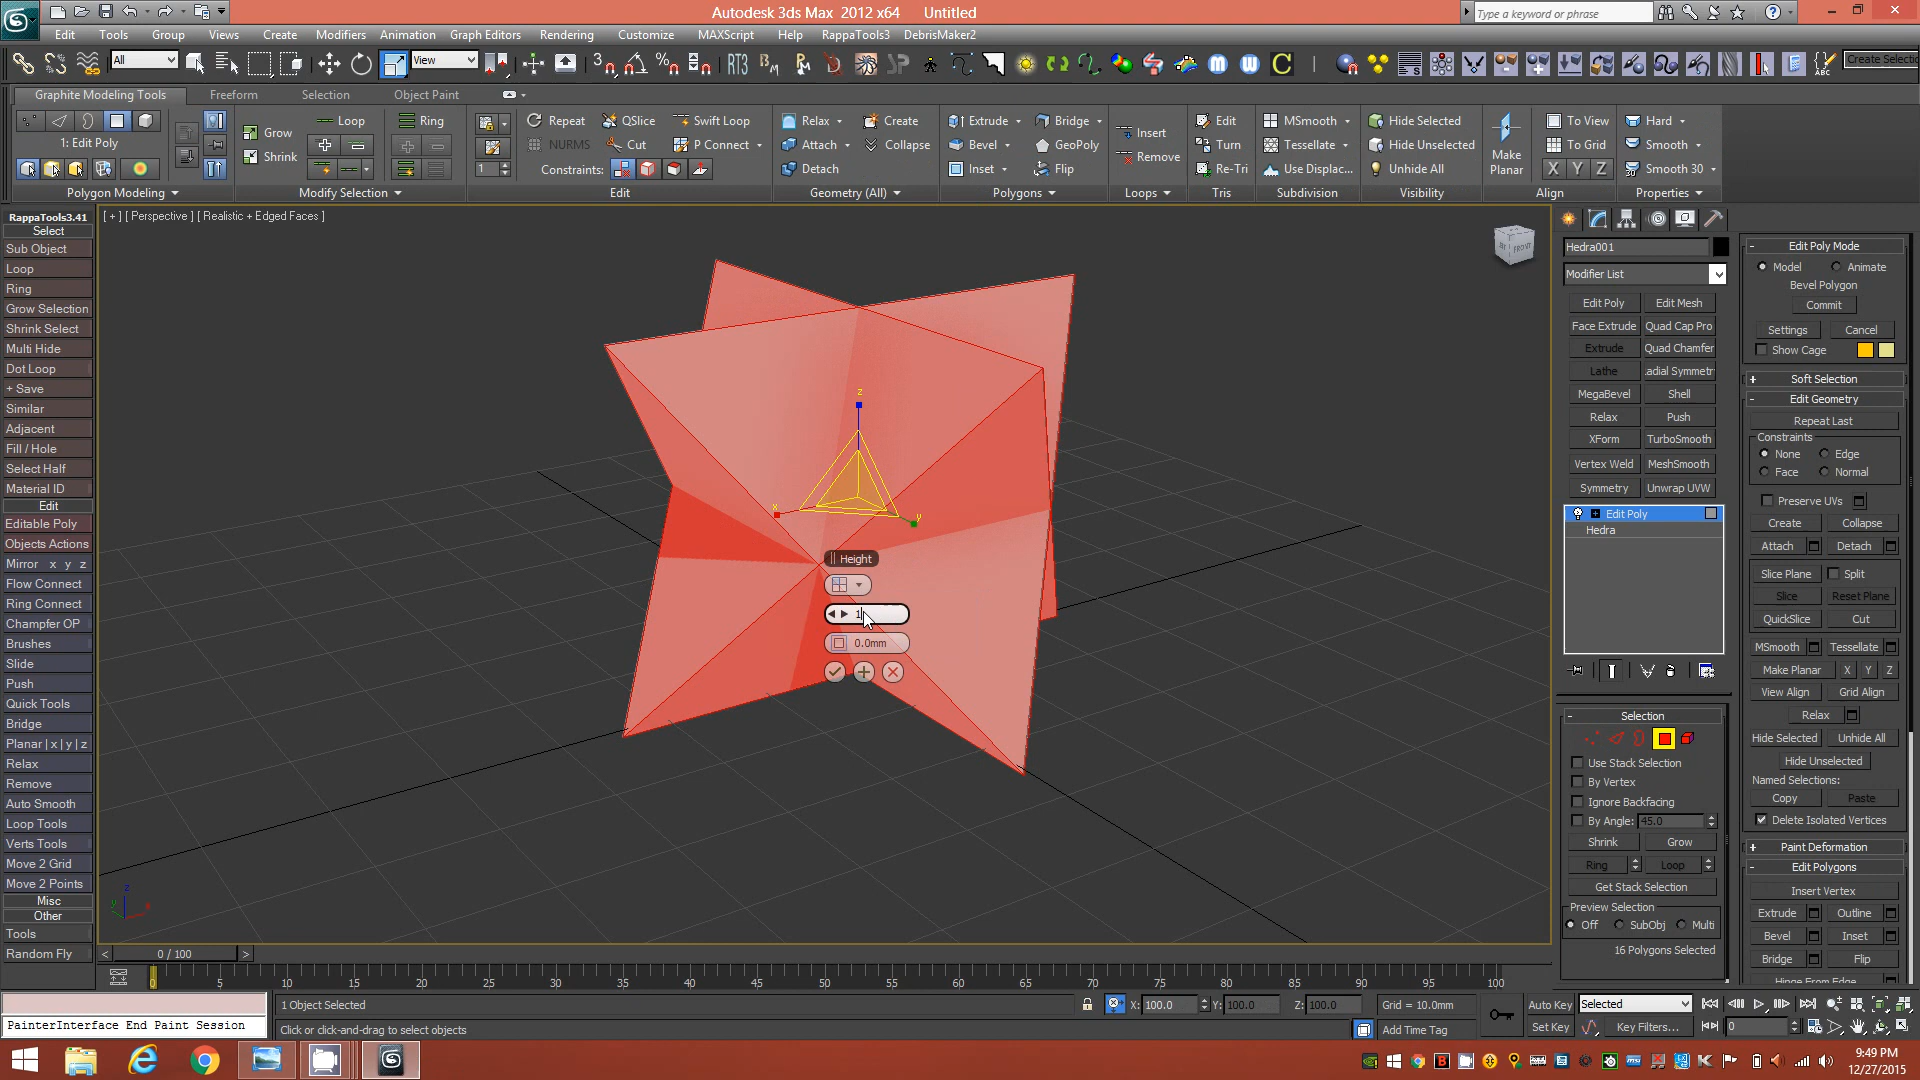 Autodesk 3ds Max 2012 x64 Untitled
Type a keyword or phrase
Edit Tools Group Views Create Modifiers Animation Graph Editors Rendering Customize MAXScript Help RappaTools3 DebrisMaker2
All View Create Selectio
Graphite Modeling Tools Freeform Selection Object Paint
1: Edit Poly
Grow Shrink Loop Ring
Repeat QSlice Swift Loop
NURMS Cut P Connect
Constraints:
Relax Create
Attach Collapse
Detach
Extrude Bridge
Bevel GeoPoly
Inset Flip
Insert
Remove
Edit
Turn
Re-Tri
MSmooth
Tessellate
Use Displac...
Hide Selected
Hide Unselected
Unhide All
Make Planar
To View
To Grid
X Y Z
Hard
Smooth
Smooth 30
Polygon Modeling Modify Selection Edit Geometry (All) Polygons Loops Tris Subdivision Visibility Align Properties
RappaTools3.41
Select
Sub Object
Loop
Ring
Grow Selection
Shrink Select
Multi Hide
Dot Loop
+ Save
Similar
Adjacent
Fill / Hole
Select Half
Material ID
Edit
Editable Poly
Objects Actions
Mirror x y z
Flow Connect
Ring Connect
Champfer OP
Brushes
Slide
Push
Quick Tools
Bridge
Planar | x | y | z
Relax
Remove
Auto Smooth
Loop Tools
Verts Tools
Move 2 Grid
Move 2 Points
Misc
Other
Tools
Random Fly
[ + ] [ Perspective ] [ Realistic + Edged Faces ]
FRONT
z
x
y
Height
1
0.0mm
Hedra001
Modifier List
Edit Poly Edit Mesh
Face Extrude Quad Cap Pro
Extrude Quad Chamfer
Lathe adial Symmetr
MegaBevel Shell
Relax Push
XForm TurboSmooth
Vertex Weld MeshSmooth
Symmetry Unwrap UVW
Edit Poly
Hedra
Selection
Use Stack Selection
By Vertex
Ignore Backfacing
By Angle: 45.0
Shrink Grow
Ring Loop
Get Stack Selection
Preview Selection
Off SubObj Multi
16 Polygons Selected
Edit Poly Mode
Model Animate
Bevel Polygon
Commit
Settings Cancel
Show Cage
Soft Selection
Edit Geometry
Repeat Last
Constraints
None Edge
Face Normal
Preserve UVs
Create Collapse
Attach Detach
Slice Plane Split
Slice Reset Plane
QuickSlice Cut
MSmooth Tessellate
Make Planar X Y Z
View Align Grid Align
Relax
Hide Selected Unhide All
Hide Unselected
Named Selections:
Copy Paste
Delete Isolated Vertices
Paint Deformation
Edit Polygons
Insert Vertex
Extrude Outline
Bevel Inset
Bridge Flip
Hinge From Edge
0 / 100
0 5 10 15 20 25 30 35 40 45 50 55 60 65 70 75 80 85 90 95 100
1 Object Selected X: 100.0 Y: 100.0 Z: 100.0 Grid = 10.0mm Auto Key Selected
PainterInterface End Paint Session
Click or click-and-drag to select objects Add Time Tag Set Key Key Filters... 0
9:49 PM
12/27/2015